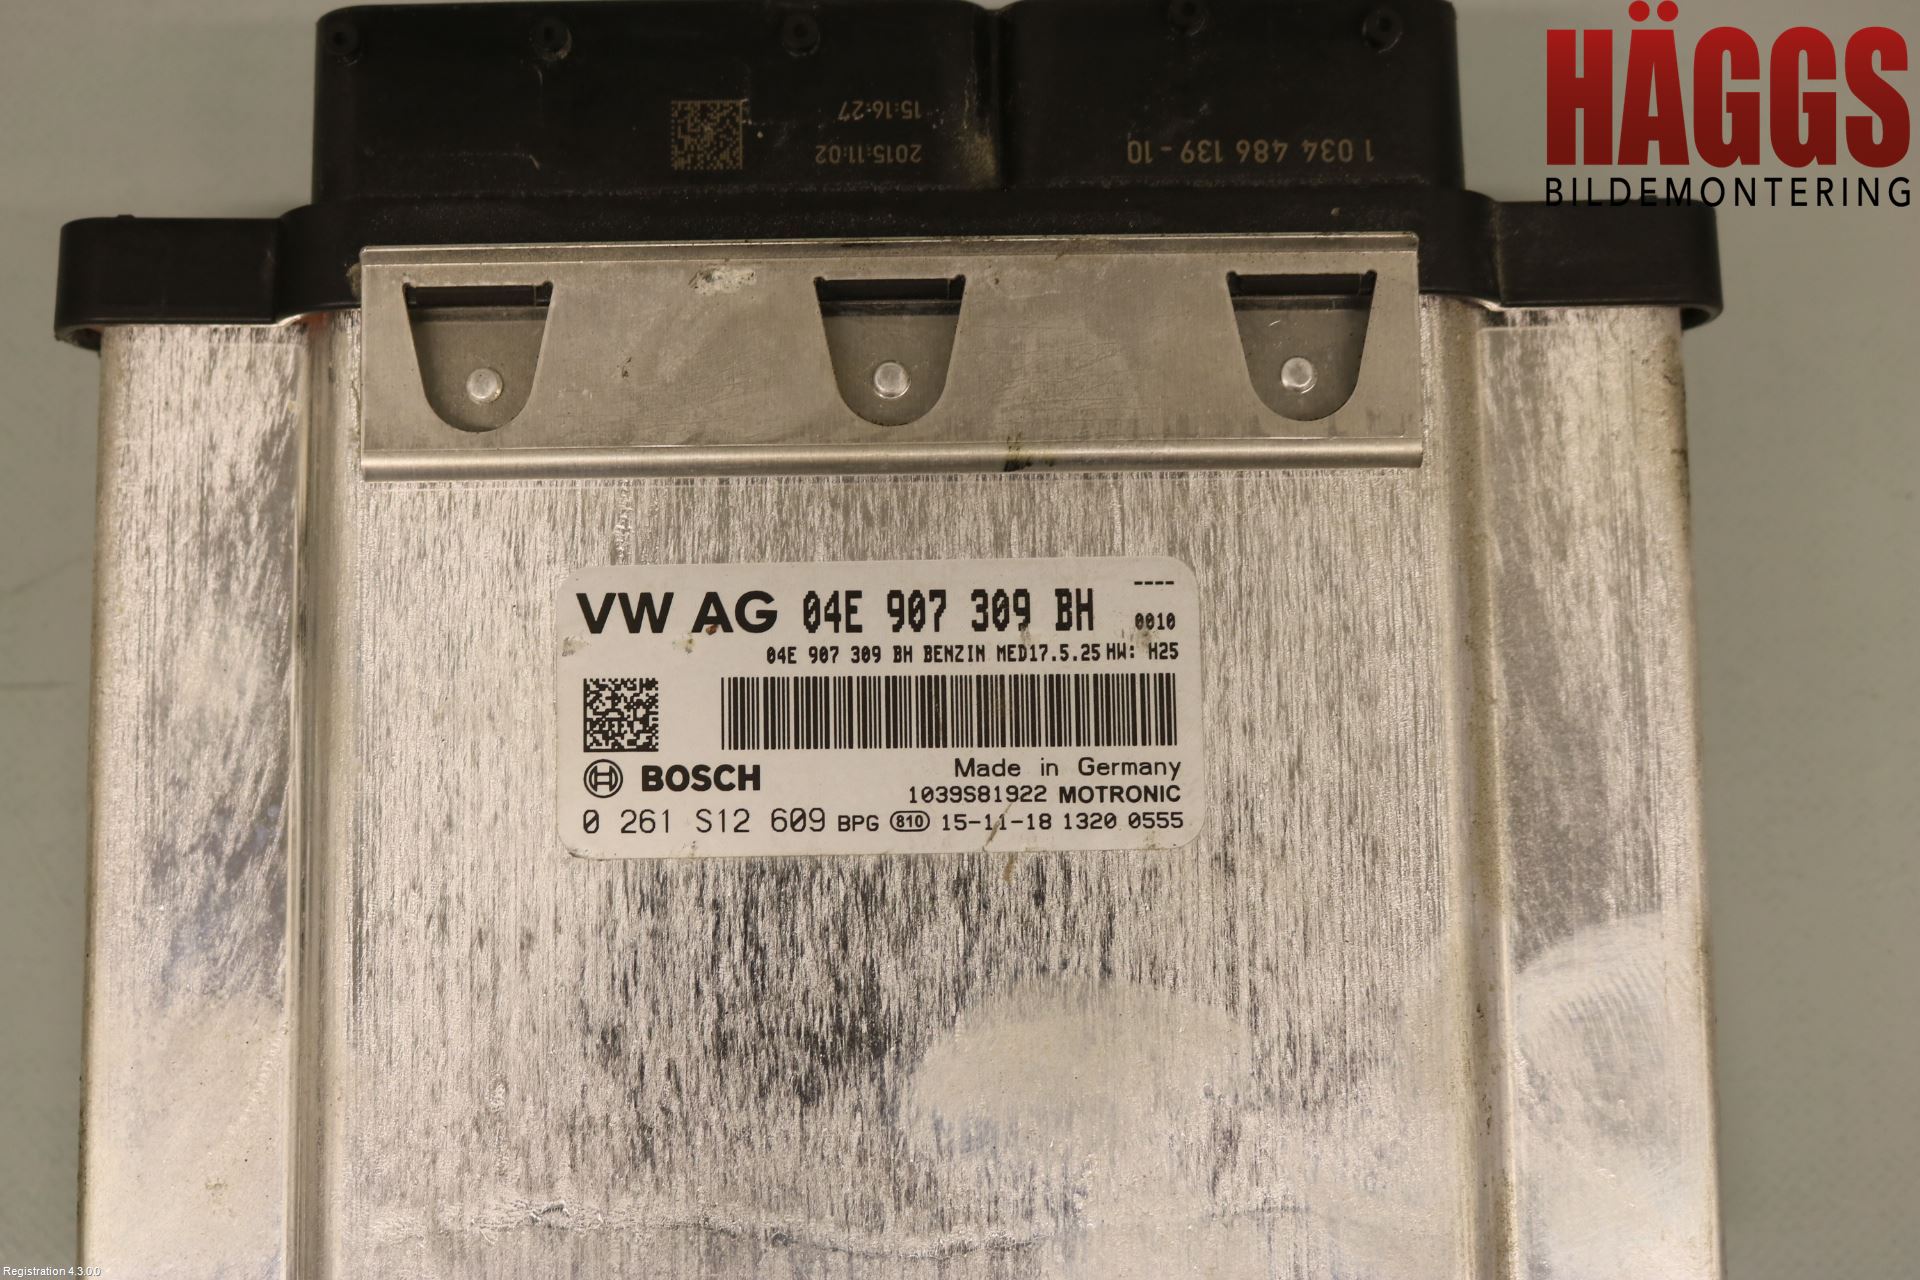 HÄGGS
BILDEMONTERING
15:16:27
2015:11:02
1 034 486 139 - 10
----
VW AG 04E 907 309 BH 0010
04E 907 309 BH BENZIN MED17.5.25 HW: H25
BOSCH
Made in Germany
1039S81922 MOTRONIC
0 261 S12 609 BPG 810 15-11-18 1320 0555
Registration 4.3.0.0